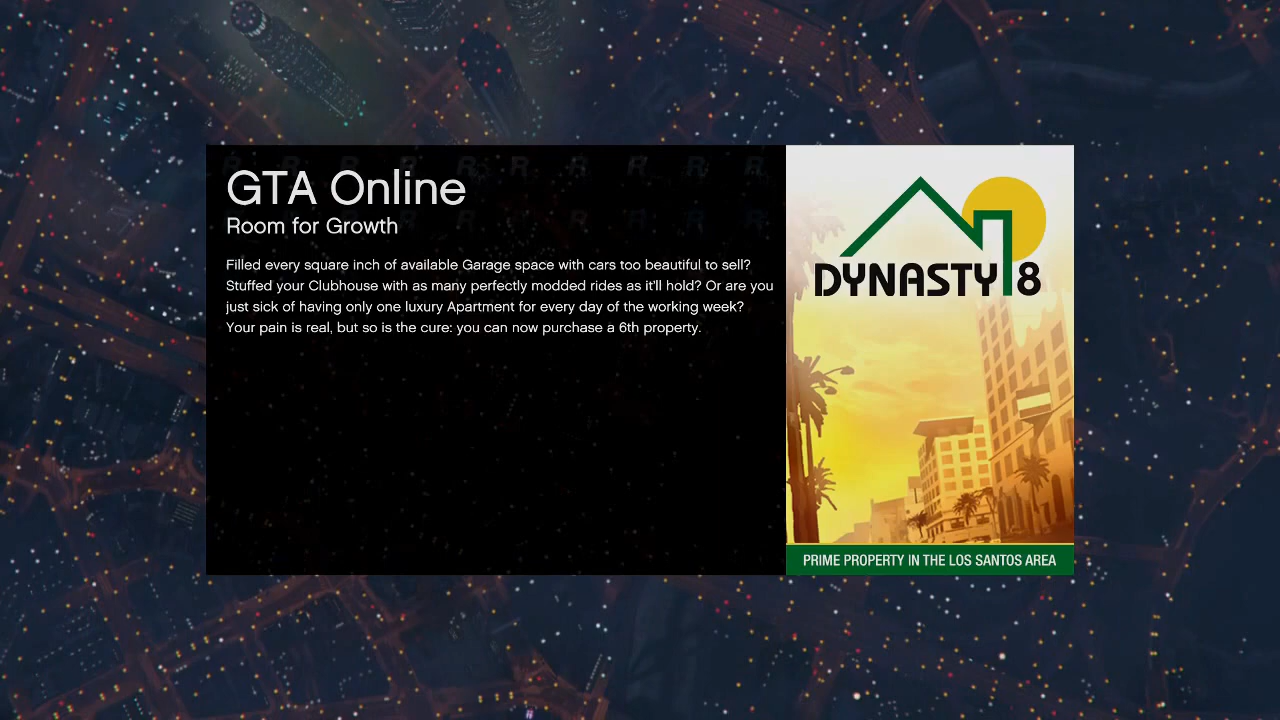 GTA Online
Room for Growth
Filled every square inch of available Garage space with cars too beautiful to sell?
Stuffed your Clubhouse with as many perfectly modded rides as it'll hold? Or are you
just sick of having only one luxury Apartment for every day of the working week?
Your pain is real, but so is the cure: you can now purchase a 6th property.
DYNASTY 8
PRIME PROPERTY IN THE LOS SANTOS AREA